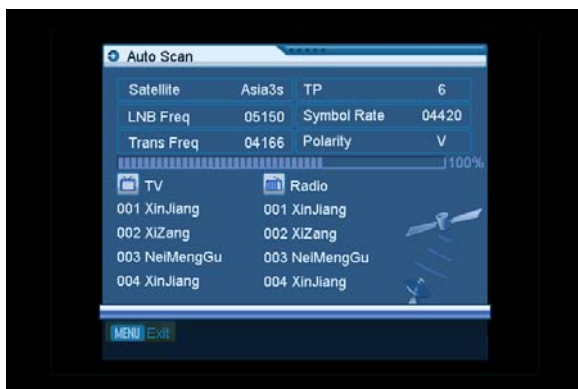 Auto Scan
Satellite Asia3s TP 6
LNB Freq 05150 Symbol Rate 04420
Trans Freq 04166 Polarity V
100%
TV Radio
001 XinJiang 001 XinJiang
002 XiZang 002 XiZang
003 NeiMengGu 003 NeiMengGu
004 XinJiang 004 XinJiang
MENU Exit